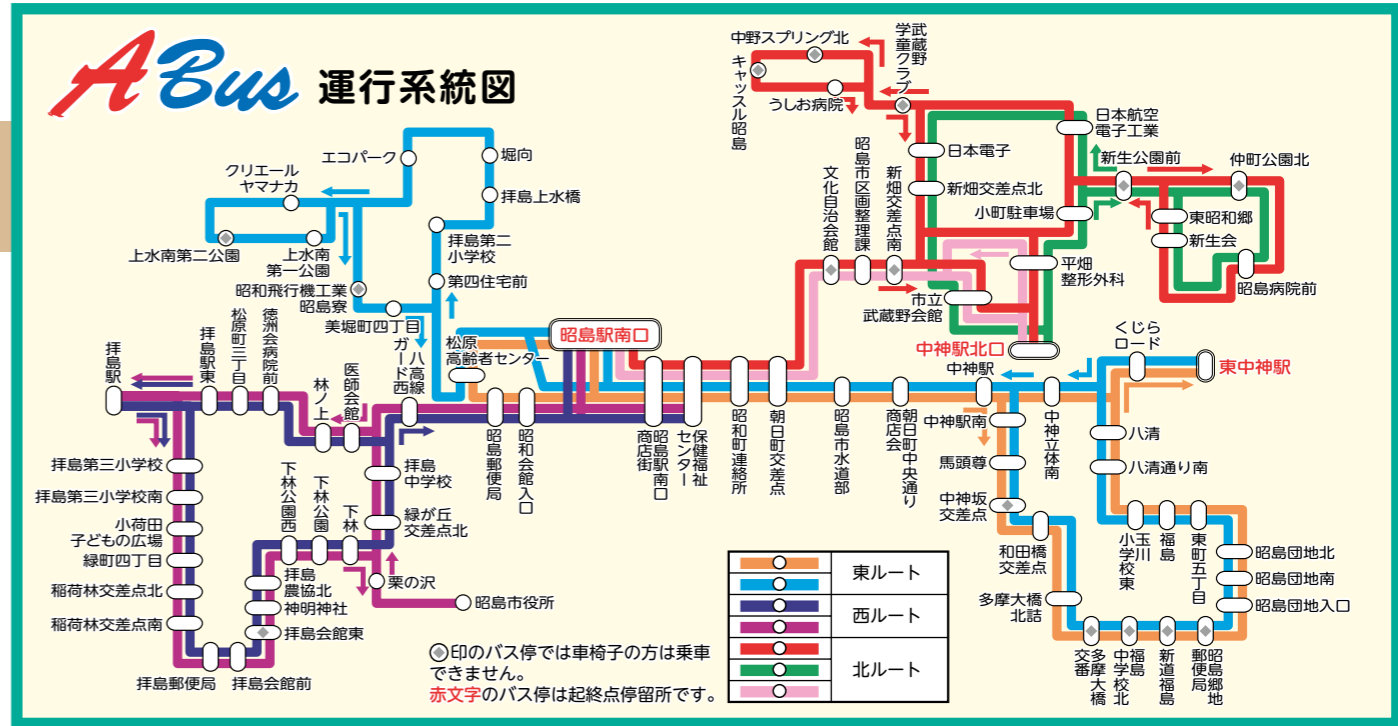 ABus 運行系統図
中野スプリング北
キャッスル昭島
うしお病院
武蔵野
学童クラブ
日本航空
電子工業
日本電子
新畑交差点北
小町駐車場
新生公園前
仲町公園北
東昭和郷
新生会
昭島病院前
平畑
整形外科
市立
武蔵野会館
中神駅北口
文化自治会館
昭島市区画整理課
新畑交差点南
エコパーク
堀向
拝島上水橋
拝島第二
小学校
第四住宅前
クリエール
ヤマナカ
上水南第二公園
上水南
第一公園
昭和飛行機工業
昭島寮
美堀町四丁目
松原
高齢者センター
昭島駅南口
拝島駅
拝島駅東
松原町三丁目
徳洲会病院前
林ノ上
医師会館
八高線
ガード西
昭島郵便局
昭和会館入口
昭島駅南口
商店街
保健福祉
センター
昭和町連絡所
朝日町交差点
昭島市水道部
朝日町中央通り
商店会
中神駅
中神立体南
くじら
ロード
東中神駅
中神駅南
馬頭尊
中神坂
交差点
和田橋
交差点
多摩大橋
北詰
多摩大橋
交番
福島
中学校北
新道福島
昭島郷地
郵便局
八清
八清通り南
玉川
小学校東
福島
東町五丁目
昭島団地北
昭島団地南
昭島団地入口
拝島第三小学校
拝島第三小学校南
小荷田
子どもの広場
緑町四丁目
稲荷林交差点北
稲荷林交差点南
拝島郵便局
拝島会館前
拝島会館東
神明神社
拝島
農協北
下林公園西
下林公園
下林
拝島
中学校
緑が丘
交差点北
栗の沢
昭島市役所
東ルート
西ルート
北ルート
印のバス停では車椅子の方は乗車
できません。
赤文字のバス停は起終点停留所です。